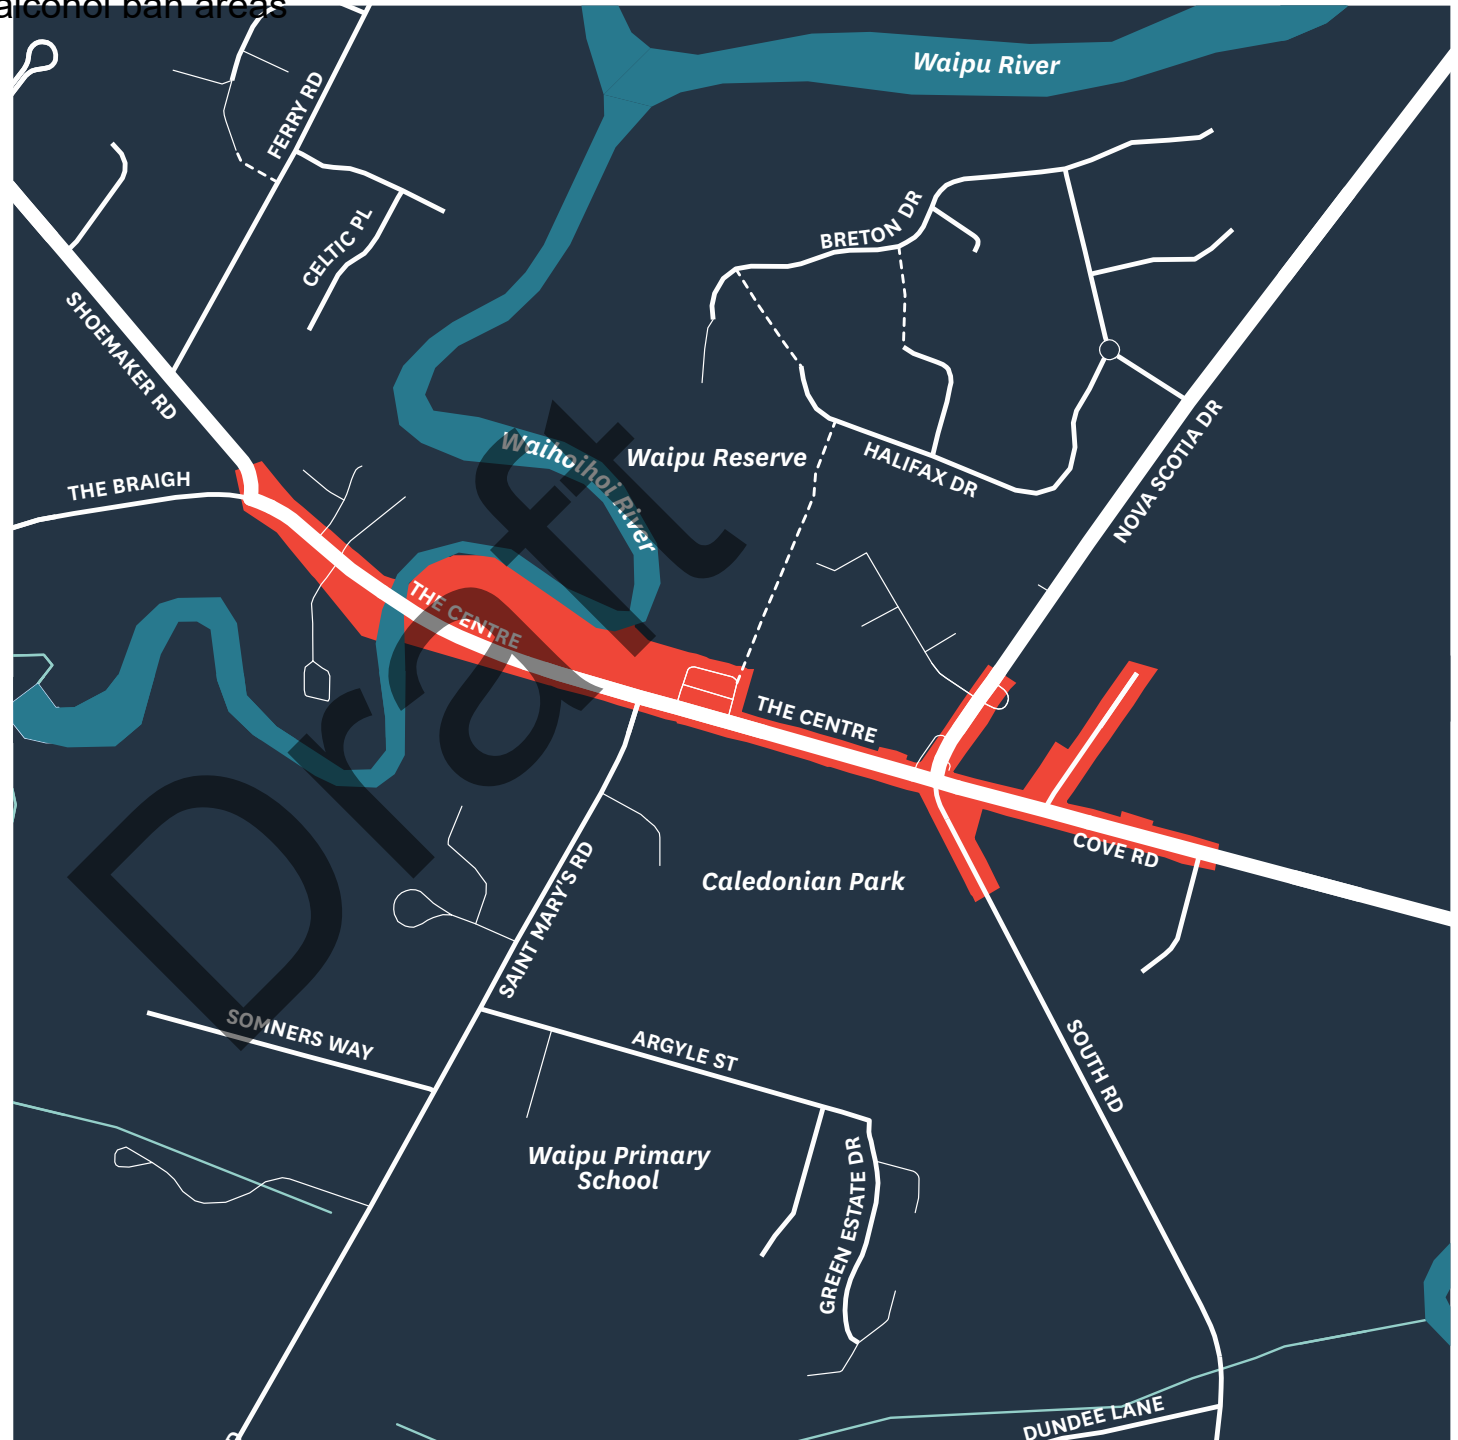 alcohol ban areas
Waipu River
FERRY RD
CELTIC PL
BRETON DR
SHOEMAKER RD
NOVA SCOTIA DR
Waihoihoi River
Waipu Reserve
HALIFAX DR
THE BRAIGH
THE CENTRE
THE CENTRE
COVE RD
Draft
Caledonian Park
SAINT MARY'S RD
SOMNERS WAY
ARGYLE ST
SOUTH RD
Waipu Primary
School
GREEN ESTATE DR
DUNDEE LANE